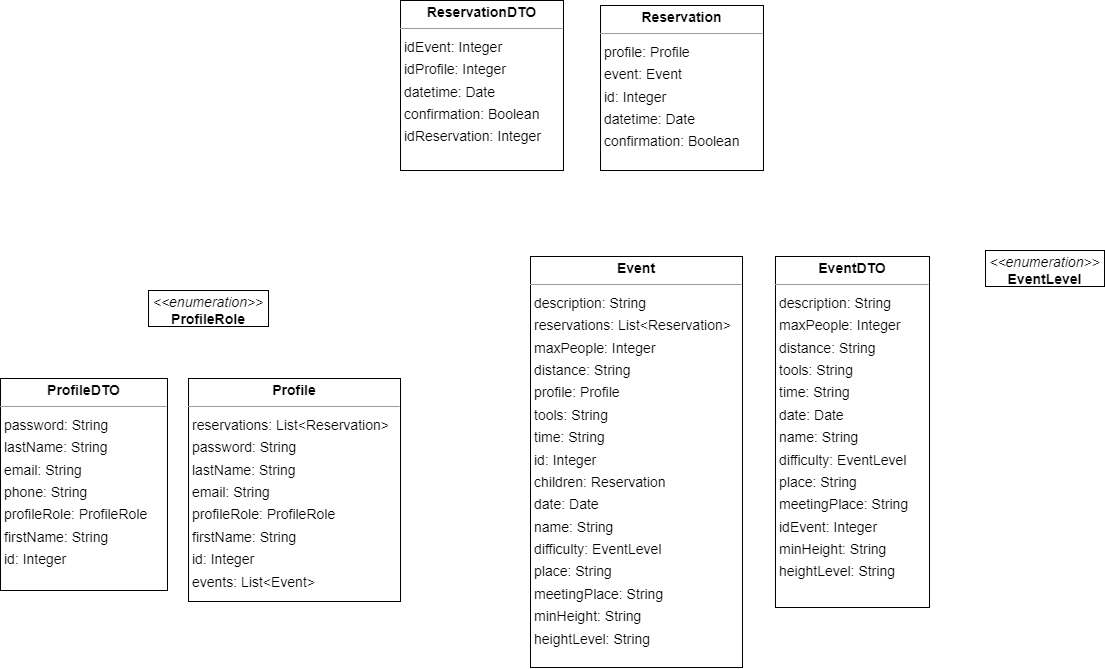 ReservationDTO
idEvent: Integer
idProfile: Integer
datetime: Date
confirmation: Boolean
idReservation: Integer
Reservation
profile: Profile
event: Event
id: Integer
datetime: Date
confirmation: Boolean
<<enumeration>>
ProfileRole
ProfileDTO
password: String
lastName: String
email: String
phone: String
profileRole: ProfileRole
firstName: String
id: Integer
Profile
reservations: List<Reservation>
password: String
lastName: String
email: String
profileRole: ProfileRole
firstName: String
id: Integer
events: List<Event>
Event
description: String
reservations: List<Reservation>
maxPeople: Integer
distance: String
profile: Profile
tools: String
time: String
id: Integer
children: Reservation
date: Date
name: String
difficulty: EventLevel
place: String
meetingPlace: String
minHeight: String
heightLevel: String
EventDTO
description: String
maxPeople: Integer
distance: String
tools: String
time: String
date: Date
name: String
difficulty: EventLevel
place: String
meetingPlace: String
idEvent: Integer
minHeight: String
heightLevel: String
<<enumeration>>
EventLevel